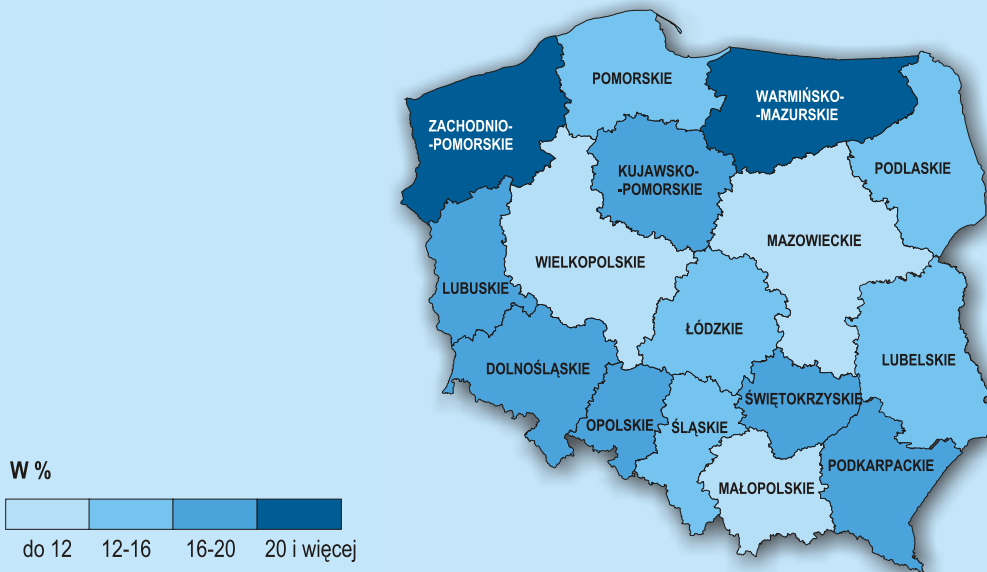 POMORSKIE
WARMIŃSKO-
-MAZURSKIE
ZACHODNIO-
-POMORSKIE
KUJAWSKO-
-POMORSKIE
PODLASKIE
MAZOWIECKIE
WIELKOPOLSKIE
LUBUSKIE
ŁÓDZKIE
LUBELSKIE
DOLNOŚLĄSKIE
ŚWIĘTOKRZYSKIE
OPOLSKIE
ŚLĄSKIE
PODKARPACKIE
MAŁOPOLSKIE
W %
do 12 12-16 16-20 20 i więcej